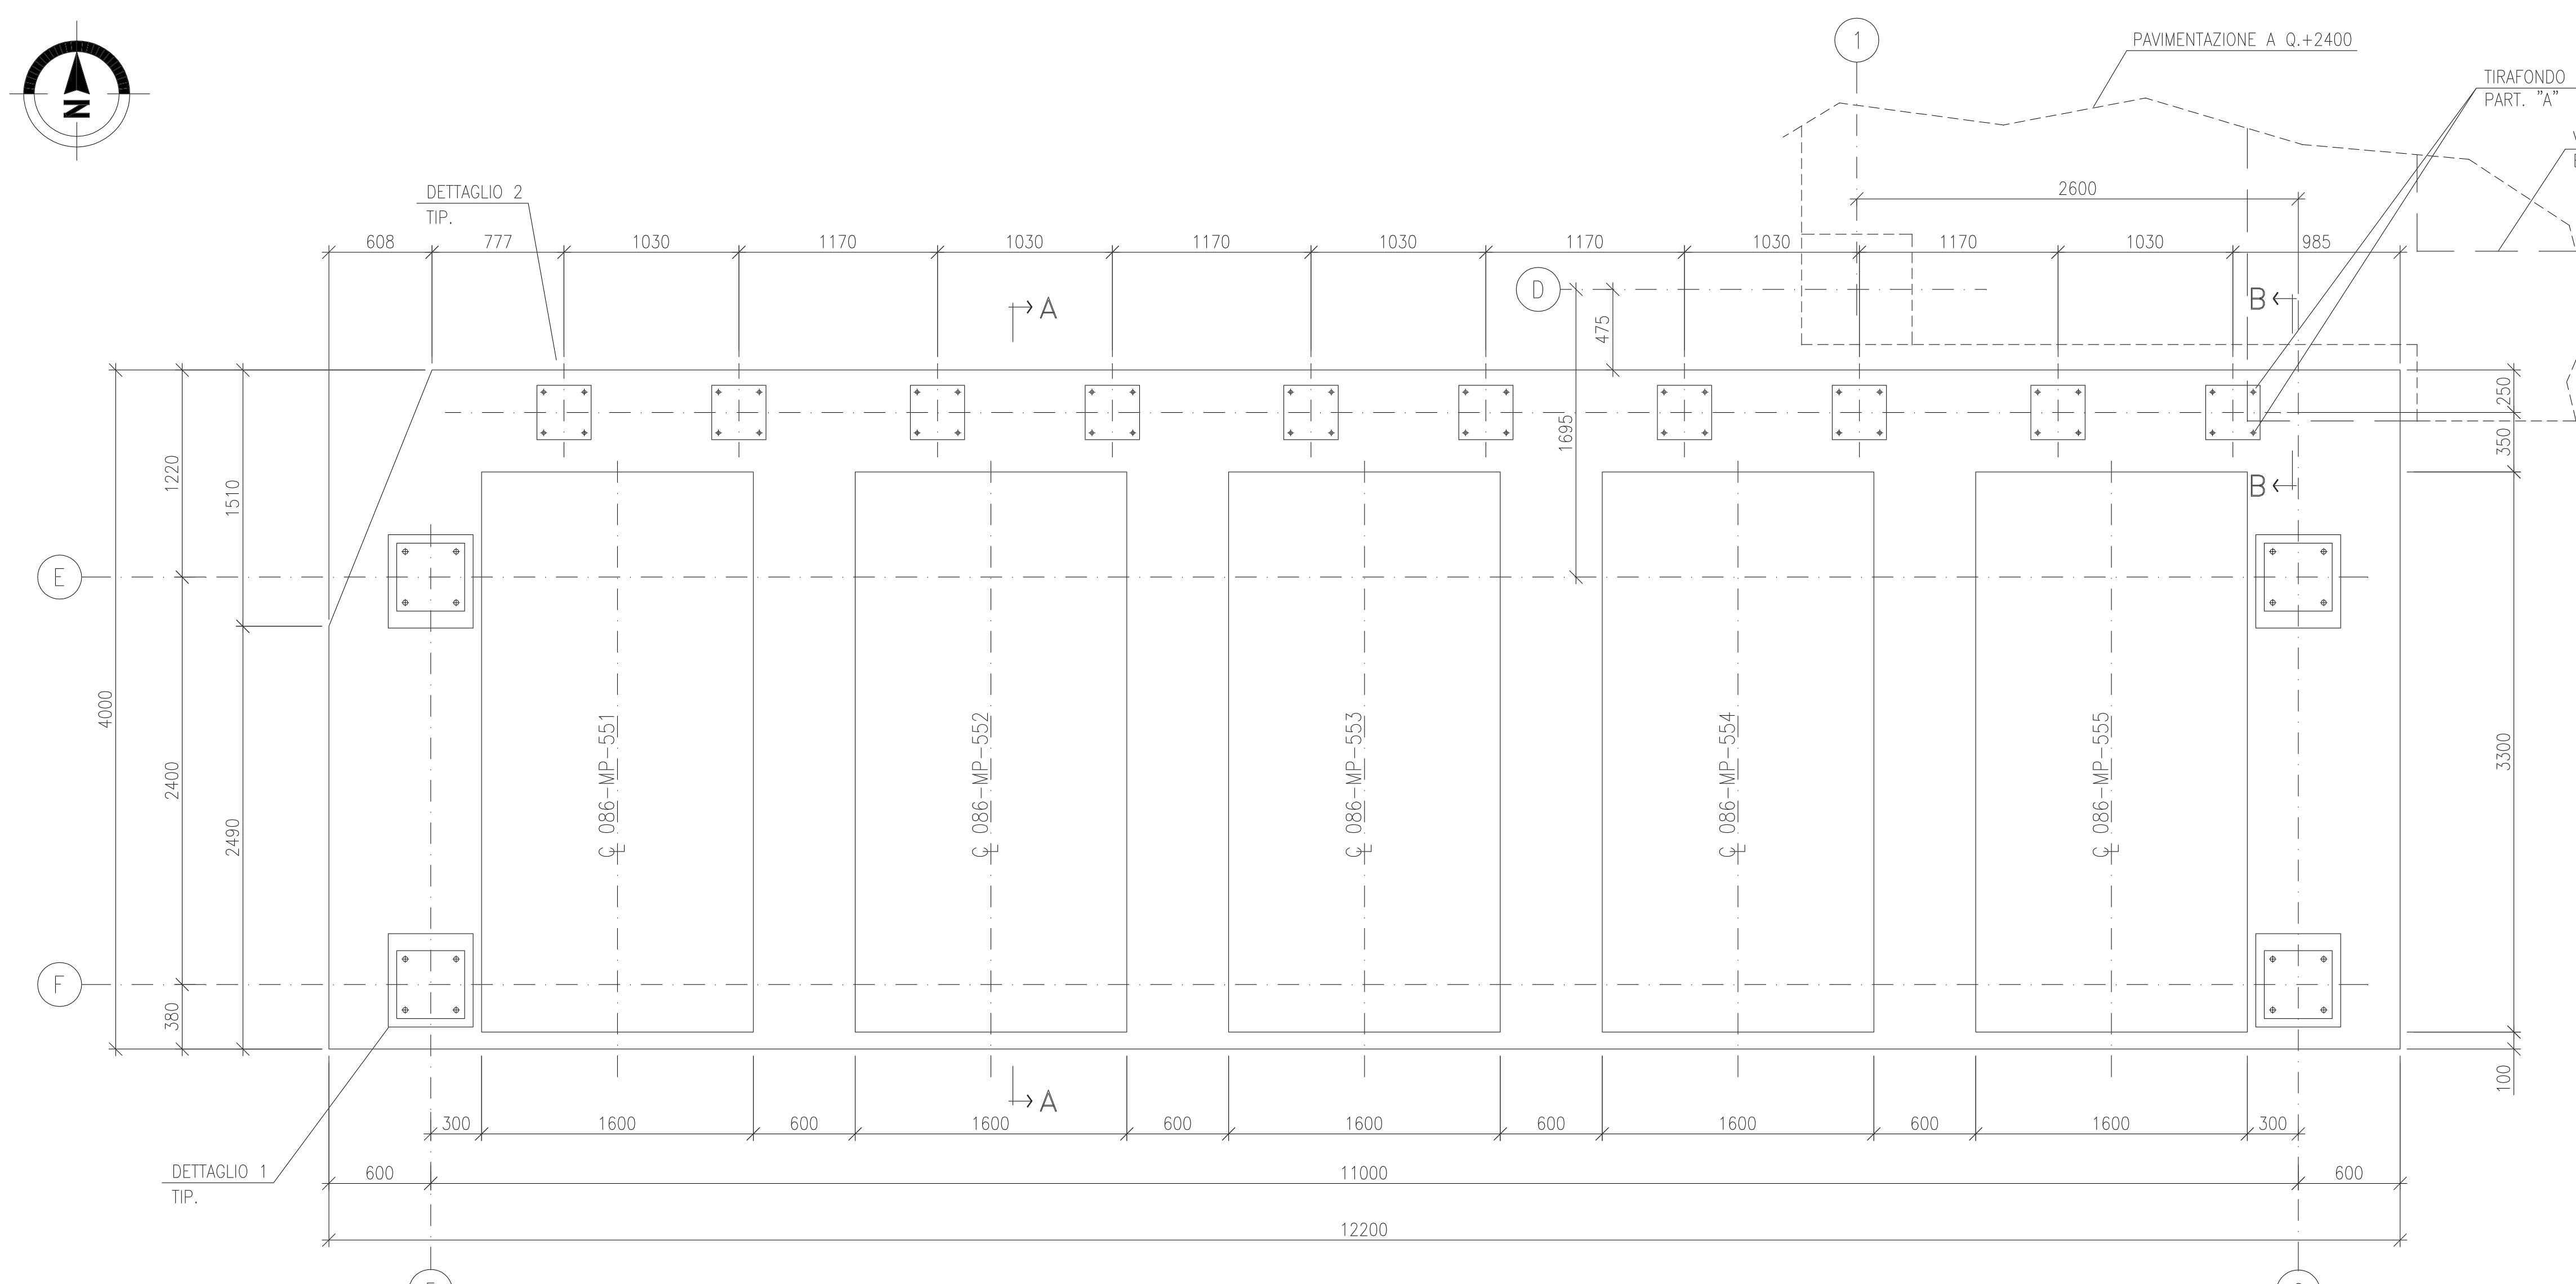 N
1
PAVIMENTAZIONE A Q.+2400
TIRAFONDO
PART. "A"
DETTAGLIO 2
TIP.
2600
608
777
1030
1170
1030
1170
1030
1170
1030
1170
1030
985
A
D
475
B
1695
250
350
1220
1510
B
E
4000
2400
2490
3300
C 086-MP-551
C 086-MP-552
C 086-MP-553
C 086-MP-554
C 086-MP-555
F
380
100
A
300
1600
600
1600
600
1600
600
1600
600
1600
300
DETTAGLIO 1
TIP.
600
11000
600
12200